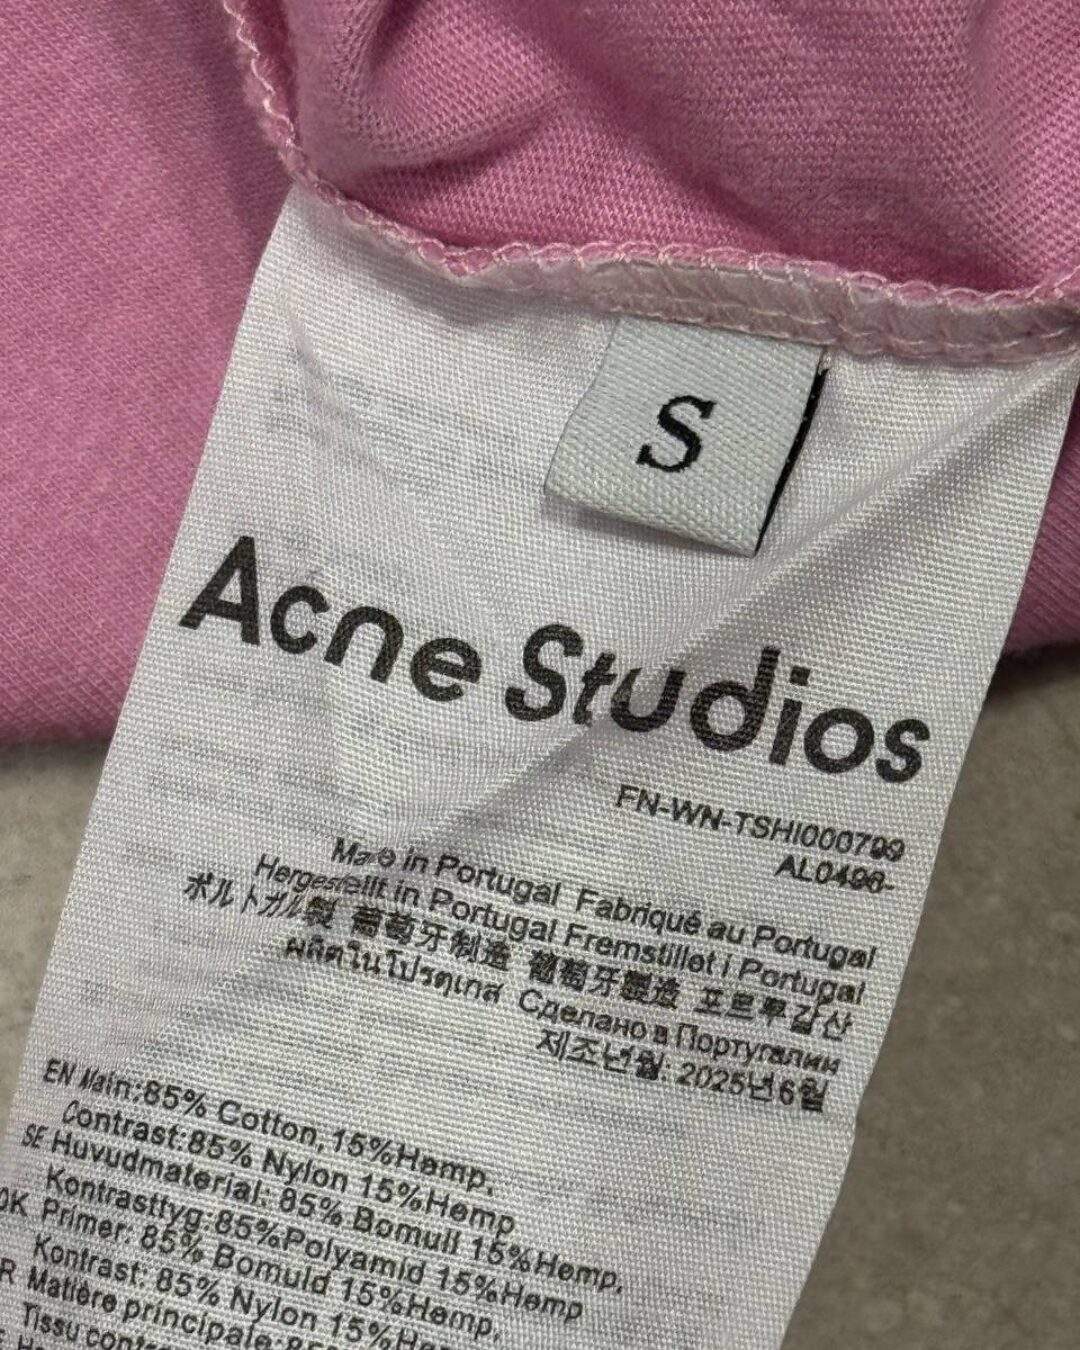 S
Acne Studios
FN-WN-TSHI000799
AL0496-
Made in Portugal Fabriqué au Portugal
Hergestellt in Portugal Fremstillet i Portugal
ポルトガル製 葡萄牙制造 葡萄牙製造 포르투갈산
ผลิตในโปรตุเกส Сделано в Португалии
제조년월: 2025년6월
EN Main:85% Cotton, 15%Hemp,
Contrast:85% Nylon 15%Hemp
SE Huvudmaterial: 85% Bomull 15%Hemp,
Kontrasttyg:85%Polyamid 15%Hemp
DK Primer: 85% Bomuld 15%Hemp,
Kontrast: 85% Nylon 15%
Matière principale:
Tissu